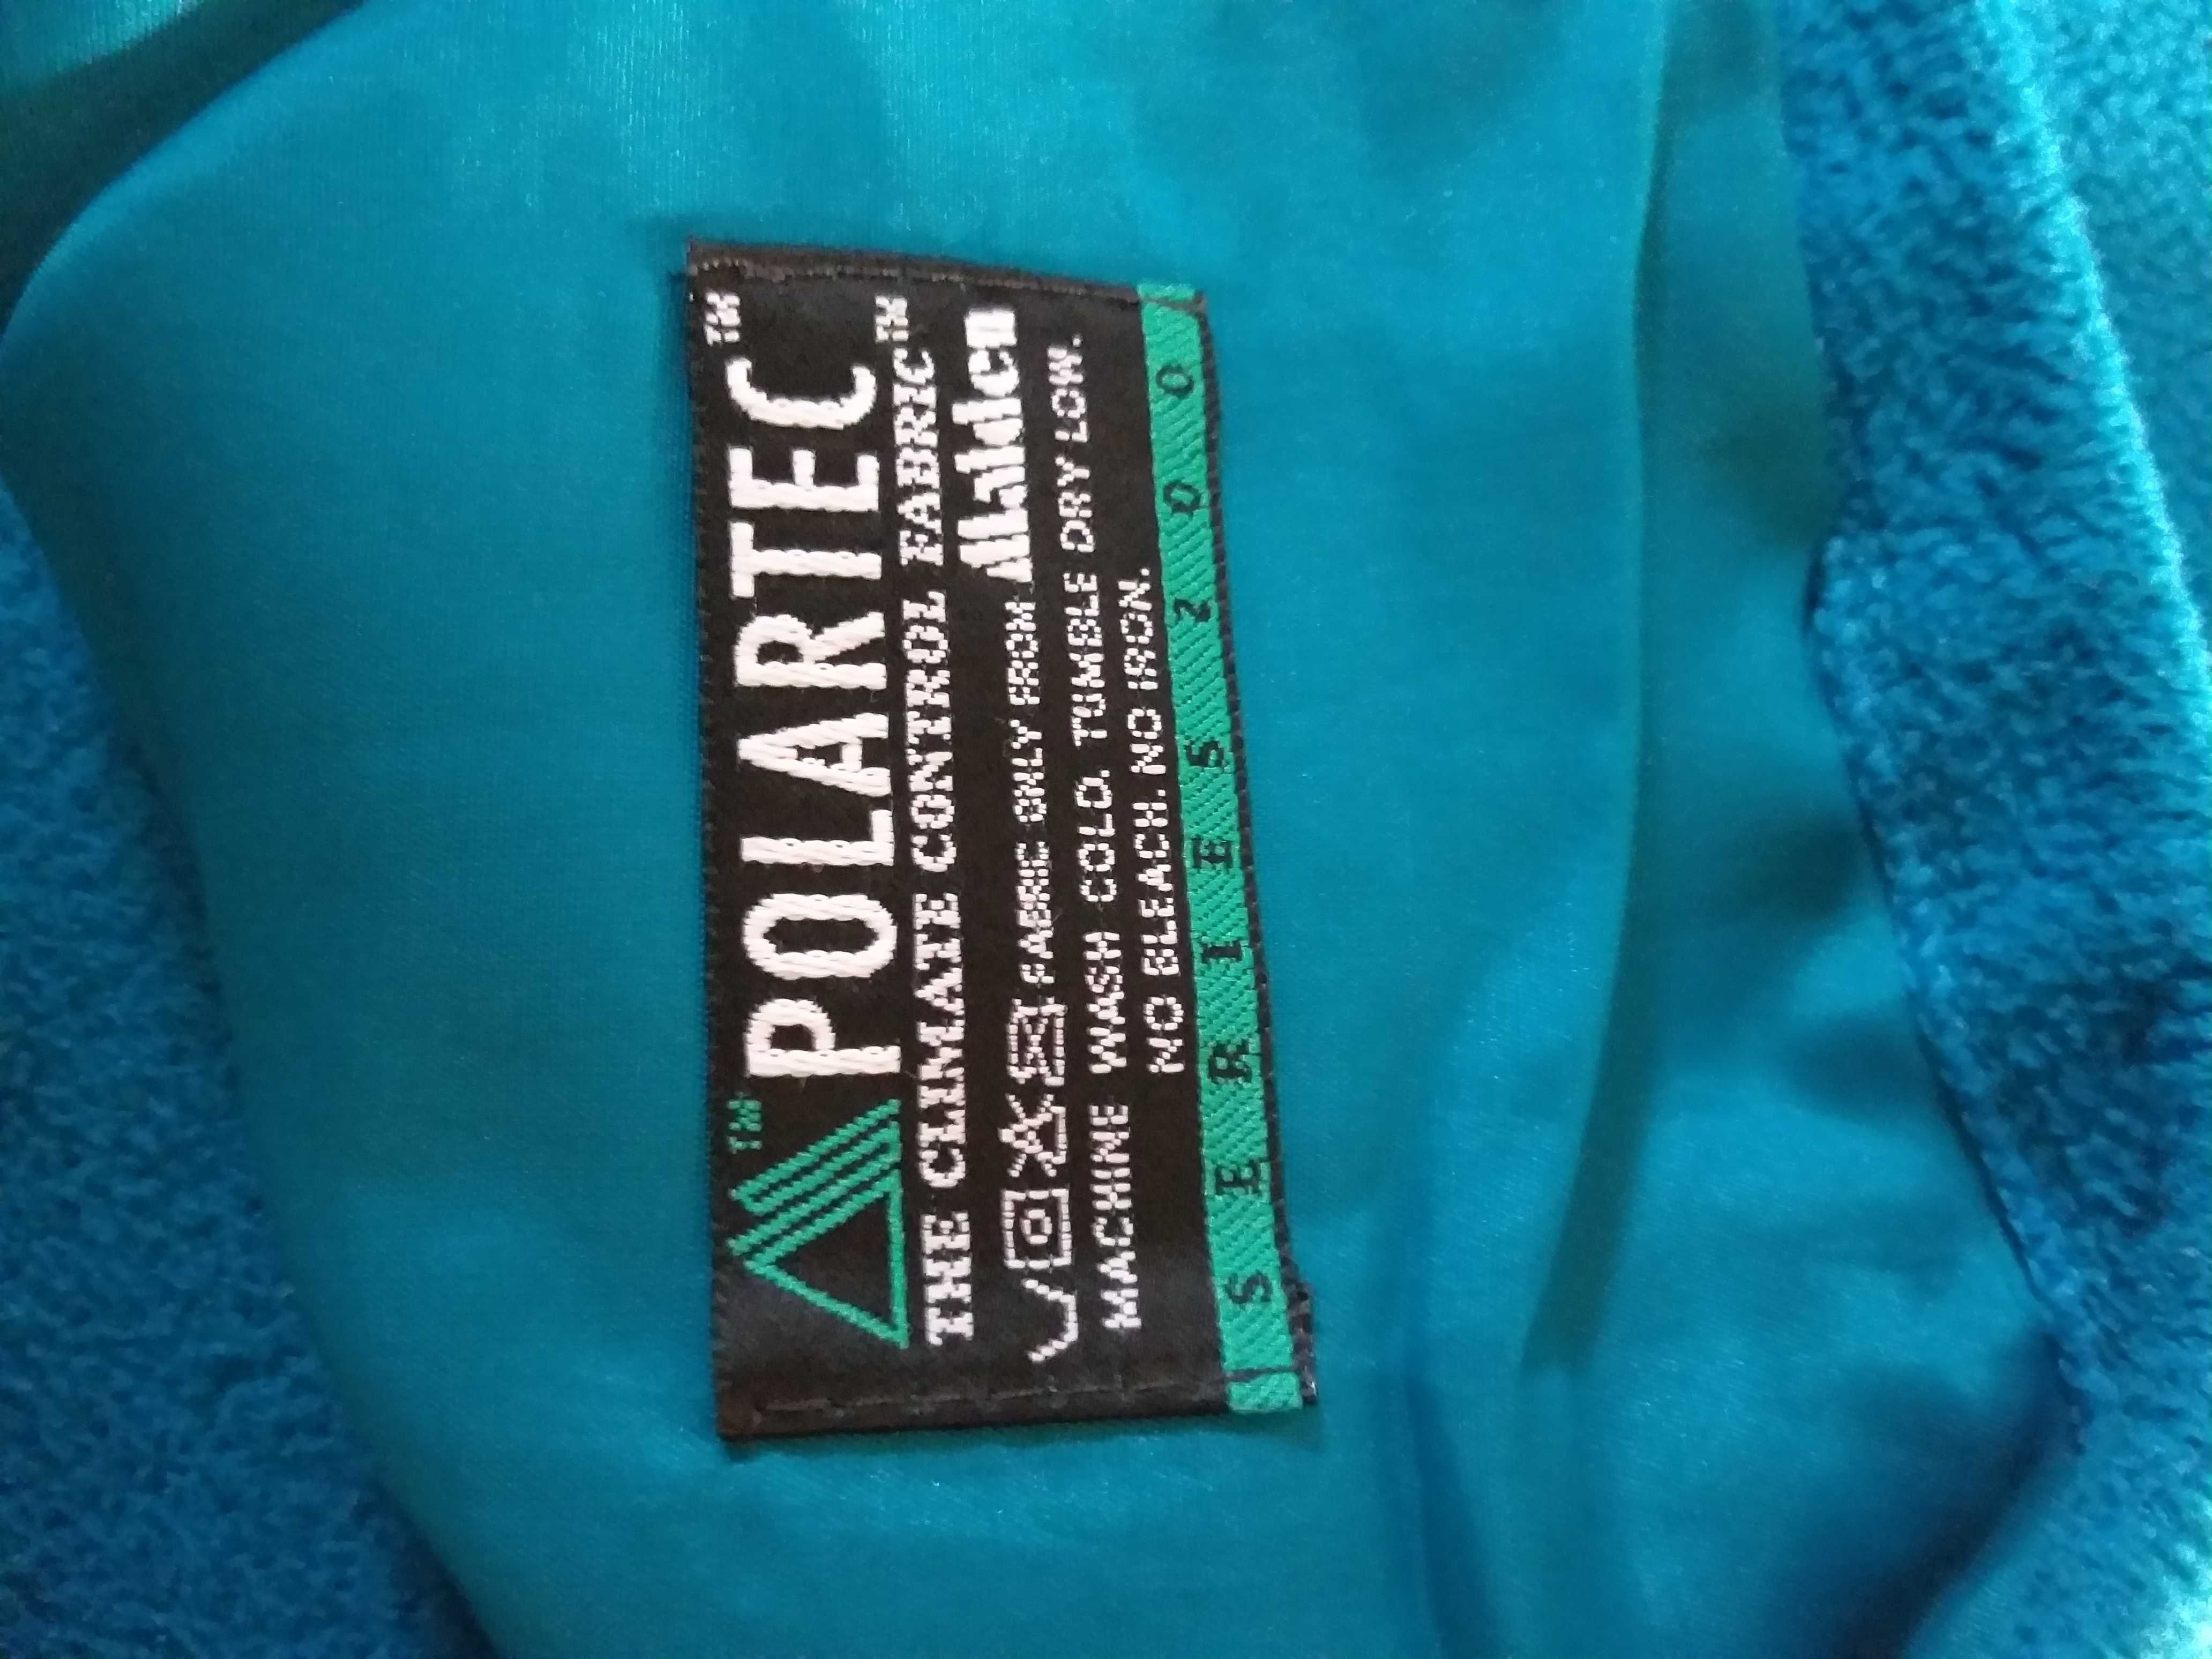 ™ POLARTEC™
THE CLIMATE CONTROL FABRIC™
FABRIC ONLY FROM Malden
MACHINE WASH COLD. TUMBLE DRY LOW.
NO BLEACH. NO IRON.
SERIES 200